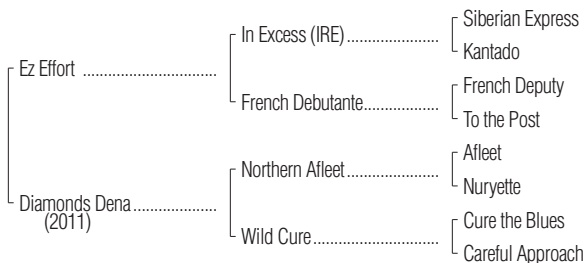 Siberian Express
In Excess (IRE)
Kantado
Ez Effort
French Deputy
French Debutante
To the Post
Afleet
Northern Afleet
Nuryette
Diamonds Dena
(2011)
Cure the Blues
Wild Cure
Careful Approach